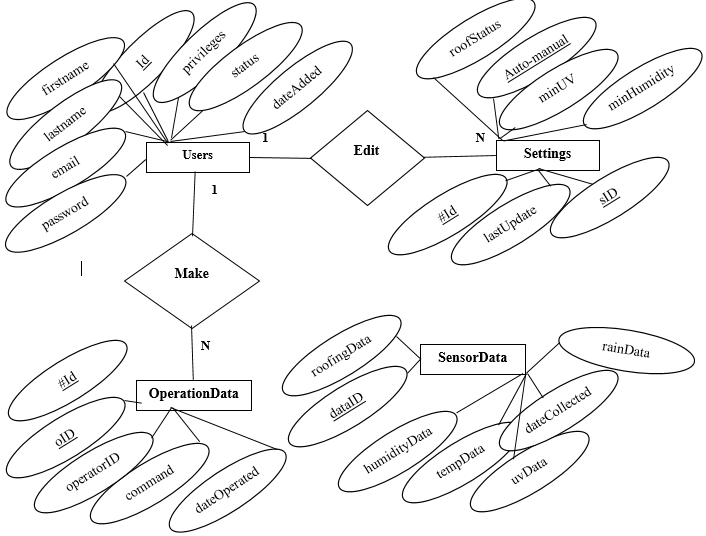 firstname
Id
privileges
status
dateAdded
lastname
email
password
Users
1
1
Edit
N
roofStatus
Auto-manual
minUV
minHumidity
Settings
#Id
lastUpdate
sID
Make
N
OperationData
#Id
oID
operatorID
command
dateOperated
SensorData
roofingData
dataID
humidityData
tempData
uvData
dateCollected
rainData